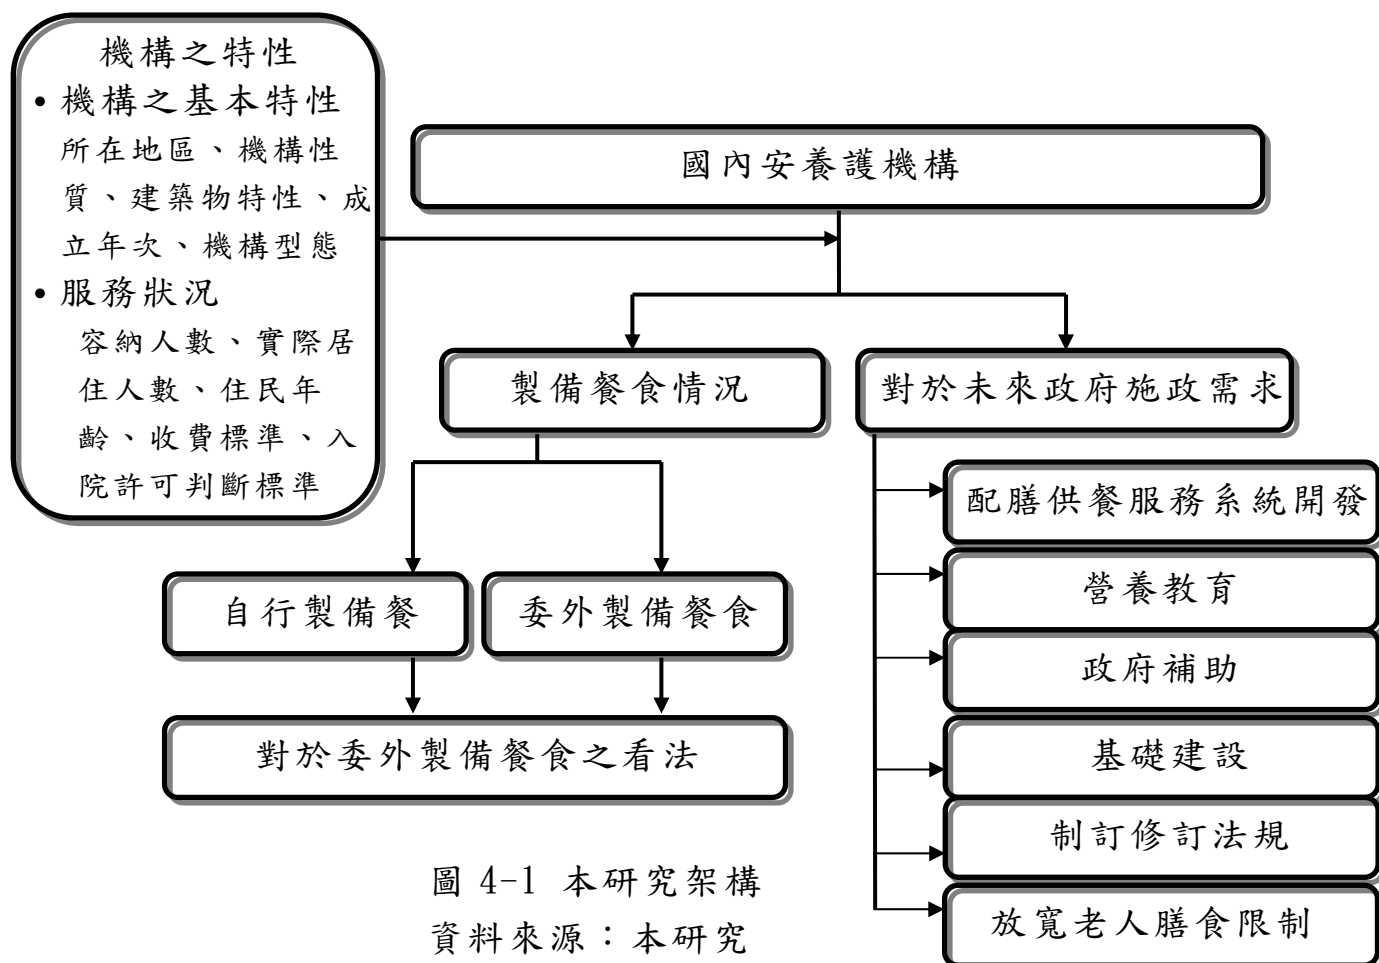 機構之特性
• 機構之基本特性
所在地區、機構性
質、建築物特性、成
立年次、機構型態
• 服務狀況
容納人數、實際居
住人數、住民年
齡、收費標準、入
院許可判斷標準
國內安養護機構
製備餐食情況
對於未來政府施政需求
自行製備餐
委外製備餐食
對於委外製備餐食之看法
配膳供餐服務系統開發
營養教育
政府補助
基礎建設
制訂修訂法規
放寬老人膳食限制
圖 4-1 本研究架構
資料來源：本研究